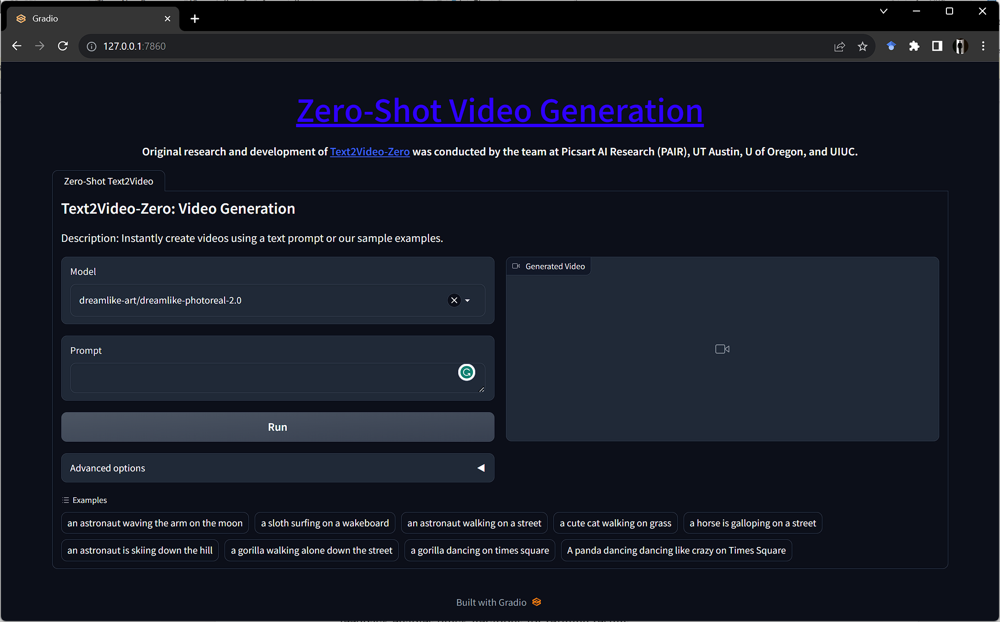 Gradio
127.0.0.1:7860
Zero-Shot Video Generation
Original research and development of Text2Video-Zero was conducted by the team at Picsart AI Research (PAIR), UT Austin, U of Oregon, and UIUC.
Zero-Shot Text2Video
Text2Video-Zero: Video Generation
Description: Instantly create videos using a text prompt or our sample examples.
Model
dreamlike-art/dreamlike-photoreal-2.0
Generated Video
Prompt
Run
Advanced options
Examples
an astronaut waving the arm on the moon
a sloth surfing on a wakeboard
an astronaut walking on a street
a cute cat walking on grass
a horse is galloping on a street
an astronaut is skiing down the hill
a gorilla walking alone down the street
a gorilla dancing on times square
A panda dancing dancing like crazy on Times Square
Built with Gradio